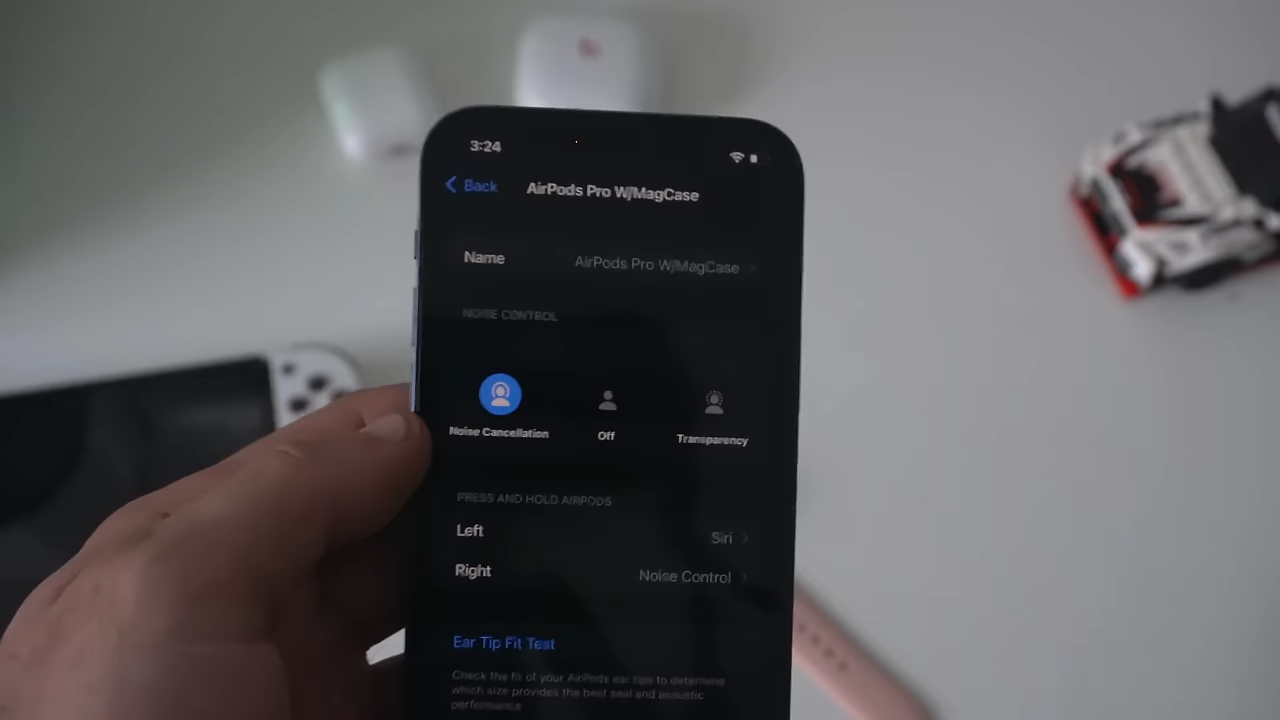 3:24
Back
AirPods Pro W/MagCase
Name
AirPods Pro W/MagCase
NOISE CONTROL
Noise Cancellation
Off
Transparency
PRESS AND HOLD AIRPODS
Left
Siri
Right
Noise Control
Ear Tip Fit Test
Check the fit of your AirPods ear tips to determine
which size provides the best seal and acoustic
performance